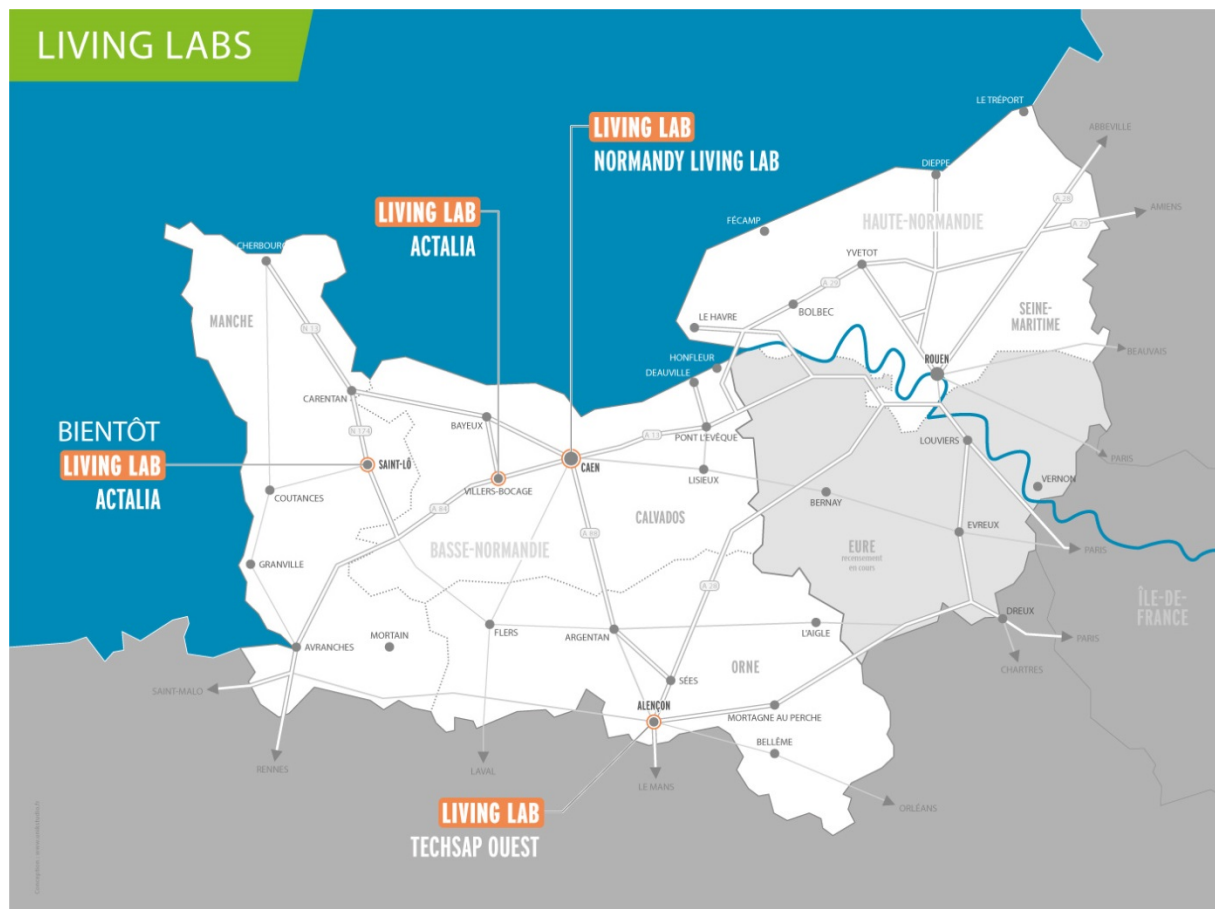 LIVING LABS
LE TRÉPORT
ABBEVILLE
LIVING LAB
NORMANDY LIVING LAB
DIEPPE
A 28
AMIENS
LIVING LAB
ACTALIA
FÉCAMP
HAUTE-NORMANDIE
A 29
CHERBOURG
YVETOT
A 29
MANCHE
N 13
LE HAVRE
BOLBEC
SEINE-
MARITIME
HONFLEUR
ROUEN
BEAUVAIS
DEAUVILLE
CARENTAN
BIENTÔT
LIVING LAB
ACTALIA
N 174
BAYEUX
A 13
PONT L'EVÊQUE
LOUVIERS
SAINT-LÔ
CAEN
PARIS
COUTANCES
VILLERS-BOCAGE
LISIEUX
VERNON
A 84
CALVADOS
BERNAY
BASSE-NORMANDIE
A 88
EVREUX
EURE
recensement
en cours
PARIS
GRANVILLE
A 28
ÎLE-DE-
FRANCE
DREUX
AVRANCHES
MORTAIN
FLERS
ARGENTAN
L'AIGLE
PARIS
CHARTRES
SAINT-MALO
SÉES
ORNE
ALENÇON
MORTAGNE AU PERCHE
BELLÊME
RENNES
LAVAL
LE MANS
ORLÉANS
LIVING LAB
TECHSAP OUEST